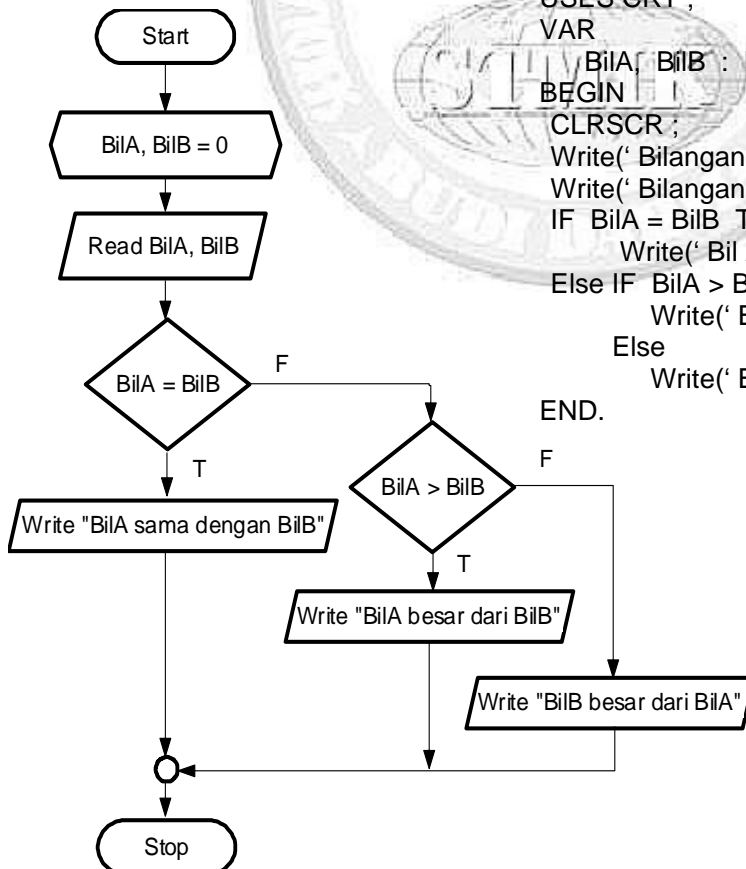 Start
BilA, BilB = 0
Read BilA, BilB
BilA = BilB
F
T
Write "BilA sama dengan BilB"
BilA > BilB
F
T
Write "BilA besar dari BilB"
Write "BilB besar dari BilA"
Stop
USES CRT ;
VAR
BilA, BilB :
BEGIN
CLRSCR ;
Write(‘ Bilangan
Write(‘ Bilangan
IF BilA = BilB T
Write(‘ Bil
Else IF BilA > B
Write(‘ B
Else
Write(‘ B
END.